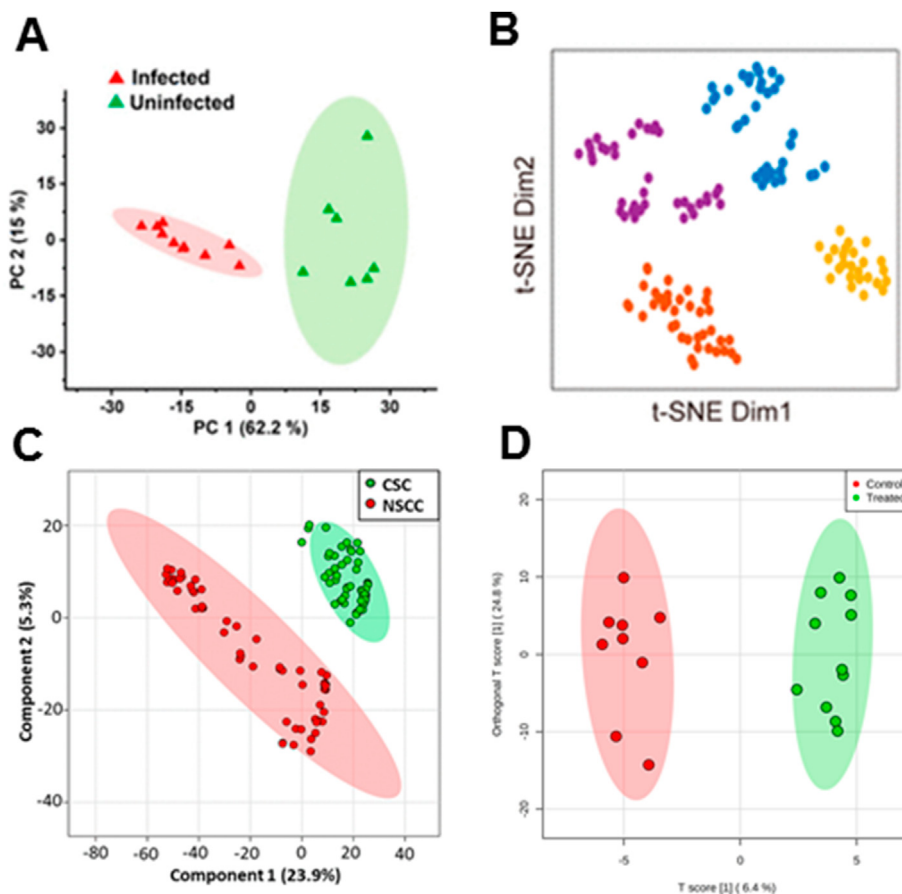 A
Infected
Uninfected
30
15
0
-15
-30
PC 2 (15 %)
-30
-15
0
15
30
PC 1 (62.2 %)
B
t-SNE Dim2
t-SNE Dim1
C
CSC
NSCC
20
0
-20
-40
Component 2 (5.3%)
-80
-60
-40
-20
0
20
40
Component 1 (23.9%)
D
Control
Treated
20
10
0
-10
-20
Orthogonal T score [1] ( 24.8 %)
-5
0
5
T score [1] ( 6.4 %)